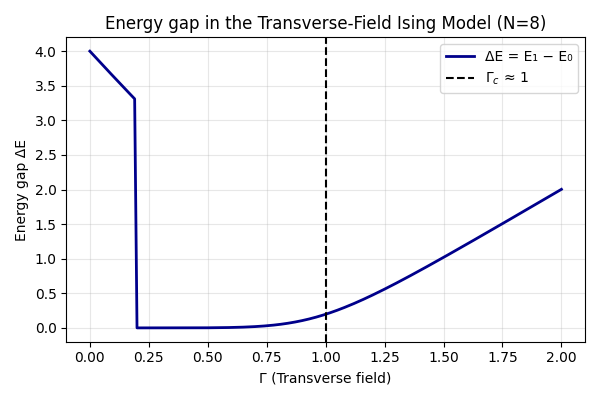 Energy gap in the Transverse-Field Ising Model (N=8)
ΔE = E₁ − E₀
Γc ≈ 1
Energy gap ΔE
4.0
3.5
3.0
2.5
2.0
1.5
1.0
0.5
0.0
0.00 0.25 0.50 0.75 1.00 1.25 1.50 1.75 2.00
Γ (Transverse field)